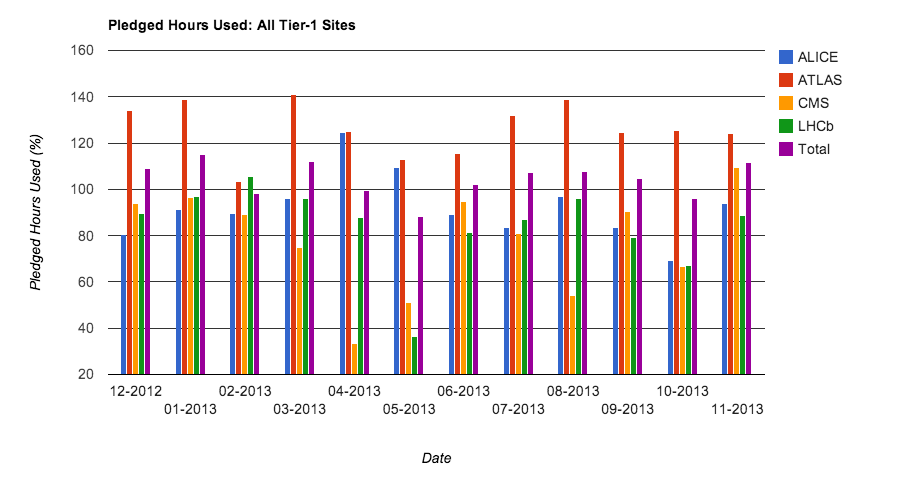 Pledged Hours Used: All Tier-1 Sites
160
140
120
100
80
60
40
20
Pledged Hours Used (%)
12-2012
01-2013
02-2013
03-2013
04-2013
05-2013
06-2013
07-2013
08-2013
09-2013
10-2013
11-2013
Date
ALICE
ATLAS
CMS
LHCb
Total